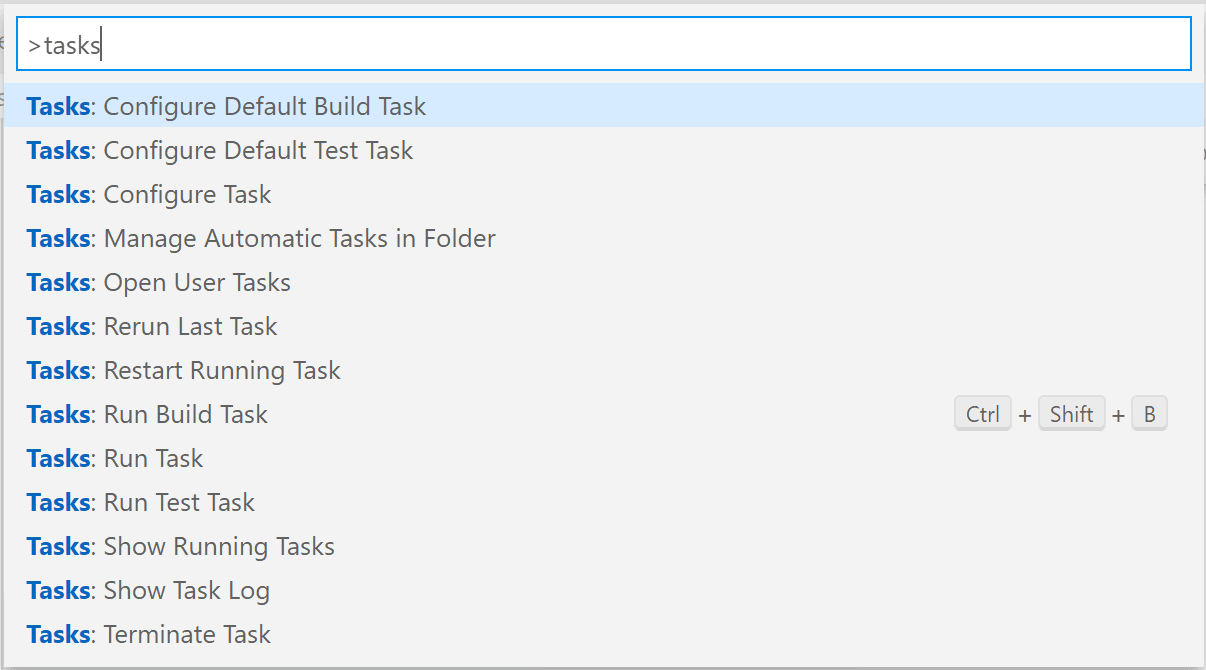 >tasks
Tasks: Configure Default Build Task
Tasks: Configure Default Test Task
Tasks: Configure Task
Tasks: Manage Automatic Tasks in Folder
Tasks: Open User Tasks
Tasks: Rerun Last Task
Tasks: Restart Running Task
Tasks: Run Build Task Ctrl + Shift + B
Tasks: Run Task
Tasks: Run Test Task
Tasks: Show Running Tasks
Tasks: Show Task Log
Tasks: Terminate Task